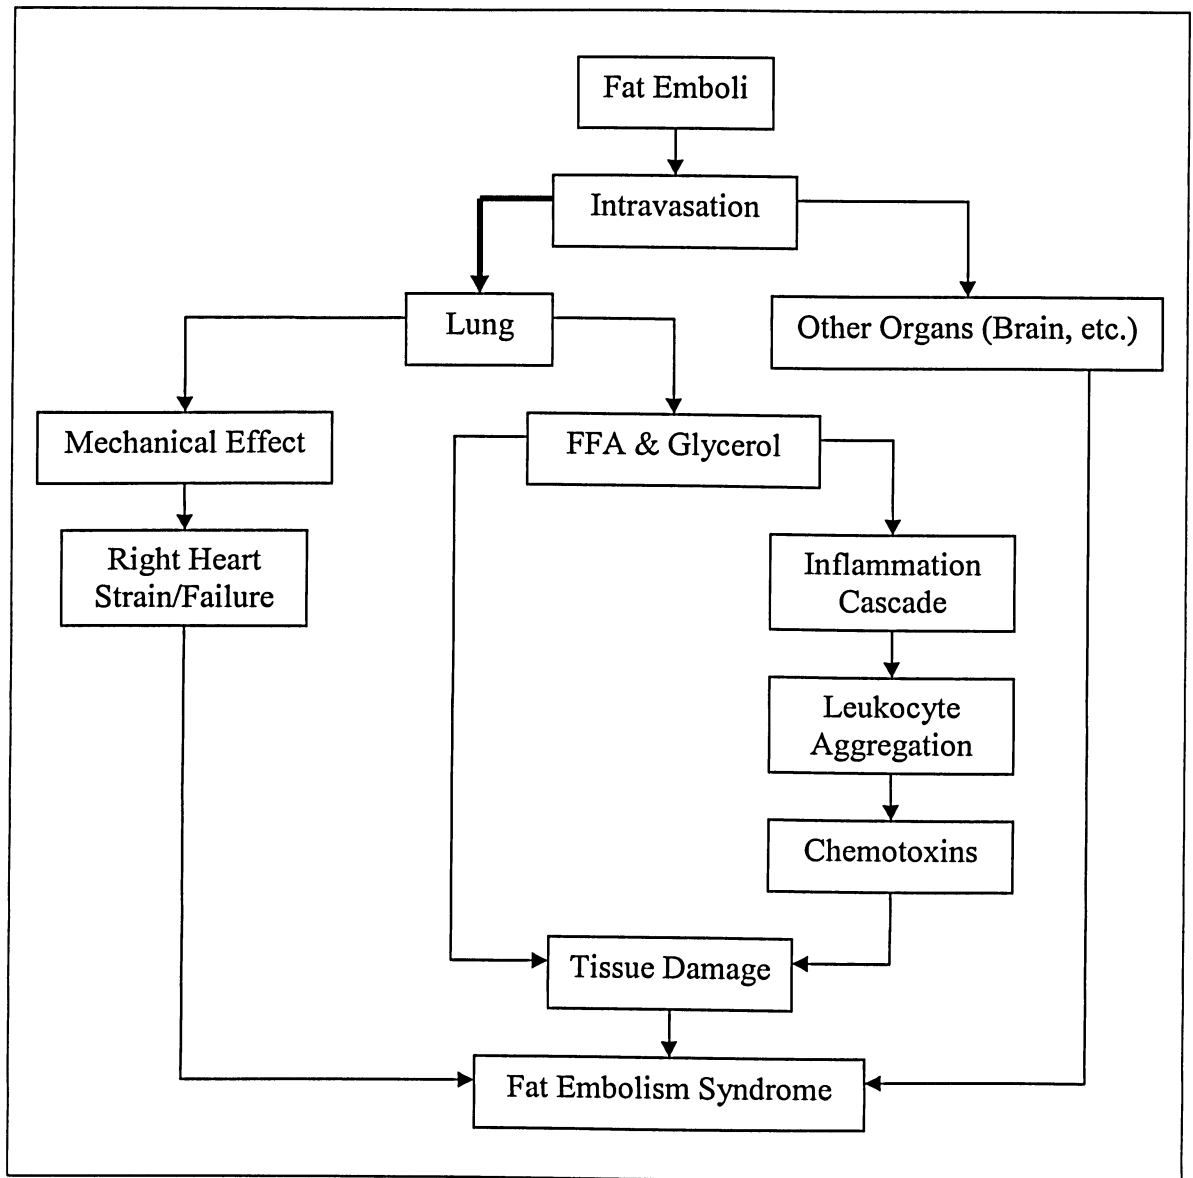 Fat Emboli
Intravasation
Lung
Other Organs (Brain, etc.)
Mechanical Effect
FFA & Glycerol
Right Heart
Strain/Failure
Inflammation
Cascade
Leukocyte
Aggregation
Chemotoxins
Tissue Damage
Fat Embolism Syndrome